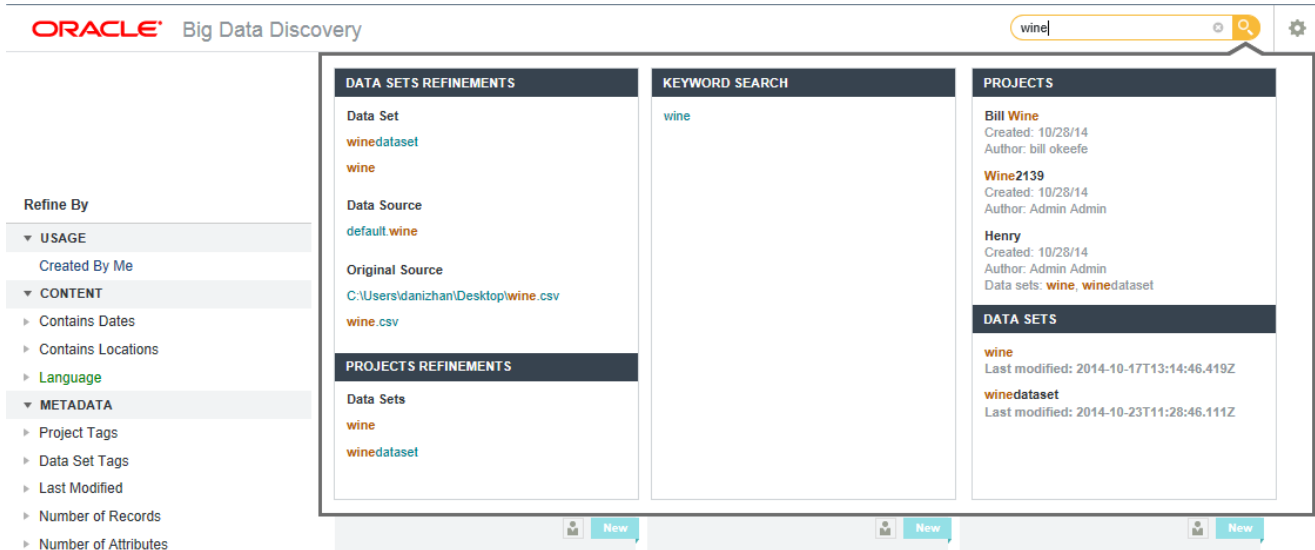 ORACLE Big Data Discovery
wine
Refine By
USAGE
Created By Me
CONTENT
Contains Dates
Contains Locations
Language
METADATA
Project Tags
Data Set Tags
Last Modified
Number of Records
Number of Attributes
DATA SETS REFINEMENTS
Data Set
winedataset
wine
Data Source
default.wine
Original Source
C:\Users\danizhan\Desktop\wine.csv
wine.csv
PROJECTS REFINEMENTS
Data Sets
wine
winedataset
KEYWORD SEARCH
wine
PROJECTS
Bill Wine
Created: 10/28/14
Author: bill okeefe
Wine2139
Created: 10/28/14
Author: Admin Admin
Henry
Created: 10/28/14
Author: Admin Admin
Data sets: wine, winedataset
DATA SETS
wine
Last modified: 2014-10-17T13:14:46.419Z
winedataset
Last modified: 2014-10-23T11:28:46.111Z
New
New
New